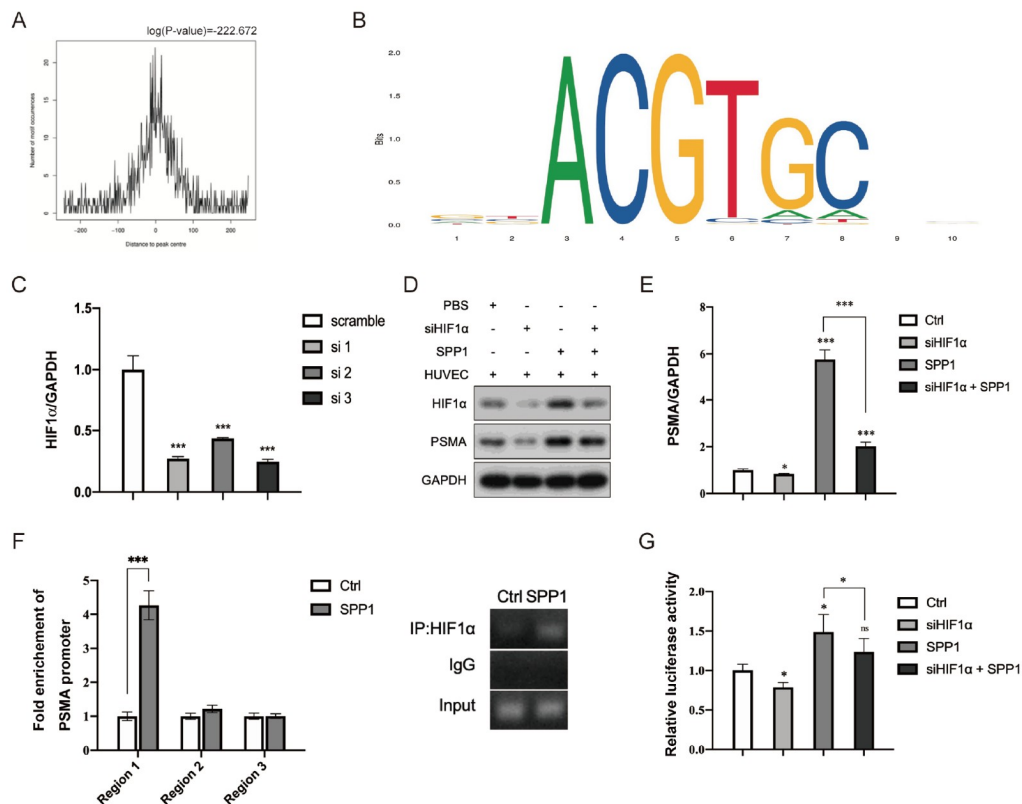 A
log(P-value)=-222.672
Number of motif occurrences
0 5 10 15 20
-200 -100 0 100 200
Distance to peak centre
B
Bits
2.0
1.5
1.0
0.5
0.0
ACGTGC
1 2 3 4 5 6 7 8 9 10
C
HIF1α/GAPDH
1.5
1.0
0.5
0.0
*** *** ***
scramble
si 1
si 2
si 3
D
PBS + - - -
siHIF1α - + - +
SPP1 - - + +
HUVEC + + + +
HIF1α
PSMA
GAPDH
E
PSMA/GAPDH
8
6
4
2
0
***
* *** ***
Ctrl
siHIF1α
SPP1
siHIF1α + SPP1
F
Fold enrichement of
PSMA promoter
5
4
3
2
1
0
***
Region 1 Region 2 Region 3
Ctrl
SPP1
Ctrl SPP1
IP:HIF1α
IgG
Input
G
Relative luciferase activity
2.0
1.5
1.0
0.5
0.0
*
* * ns
Ctrl
siHIF1α
SPP1
siHIF1α + SPP1